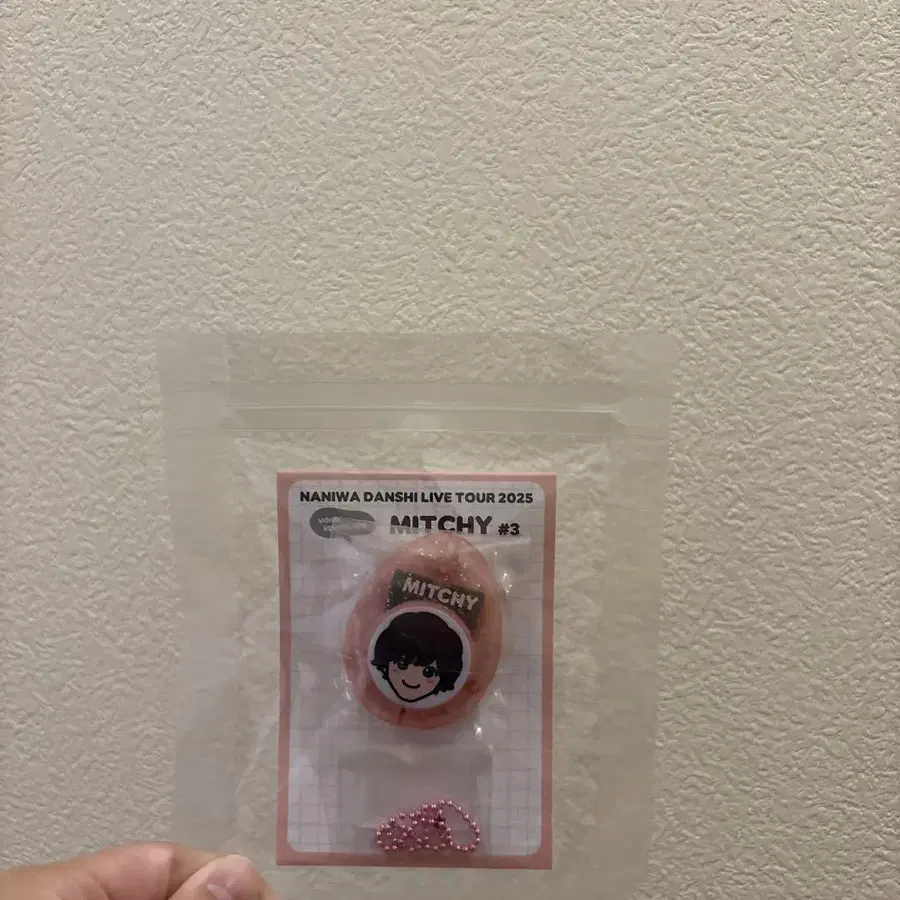 NANIWA DANSHI LIVE TOUR 2025
MITCHY #3
MITCHY